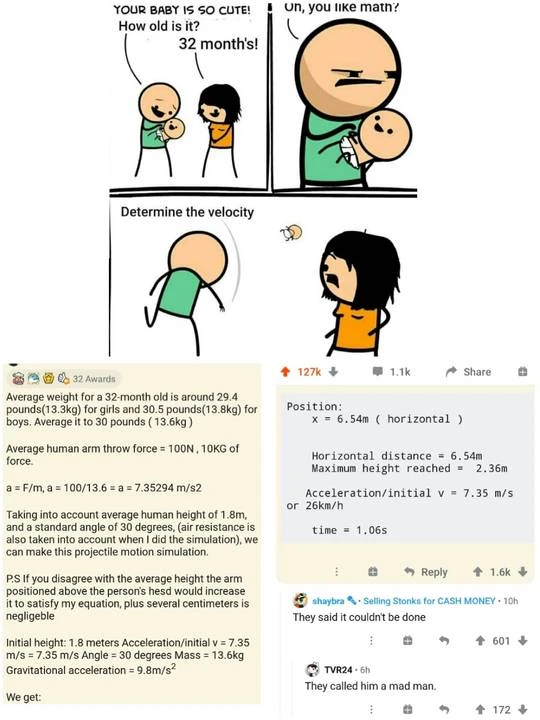 YOUR BABY IS SO CUTE!
How old is it?
32 month's!
Oh, you like math?
Determine the velocity
32 Awards
Average weight for a 32-month old is around 29.4
pounds(13.3kg) for girls and 30.5 pounds(13.8kg) for
boys. Average it to 30 pounds ( 13.6kg )
Average human arm throw force = 100N , 10KG of
force.
a = F/m, a = 100/13.6 = a = 7.35294 m/s2
Taking into account average human height of 1.8m,
and a standard angle of 30 degrees, (air resistance is
also taken into account when I did the simulation), we
can make this projectile motion simulation.
P.S If you disagree with the average height the arm
positioned above the person's hesd would increase
it to satisfy my equation, plus several centimeters is
negligeble
Initial height: 1.8 meters Acceleration/initial v = 7.35
m/s = 7.35 m/s Angle = 30 degrees Mass = 13.6kg
Gravitational acceleration = 9.8m/s²
We get:
127k
1.1k
Share
Position:
x = 6.54m ( horizontal )
Horizontal distance = 6.54m
Maximum height reached = 2.36m
Acceleration/initial v = 7.35 m/s
or 26km/h
time = 1.06s
Reply
1.6k
shaybra • Selling Stonks for CASH MONEY • 10h
They said it couldn't be done
601
TVR24 • 6h
They called him a mad man.
172